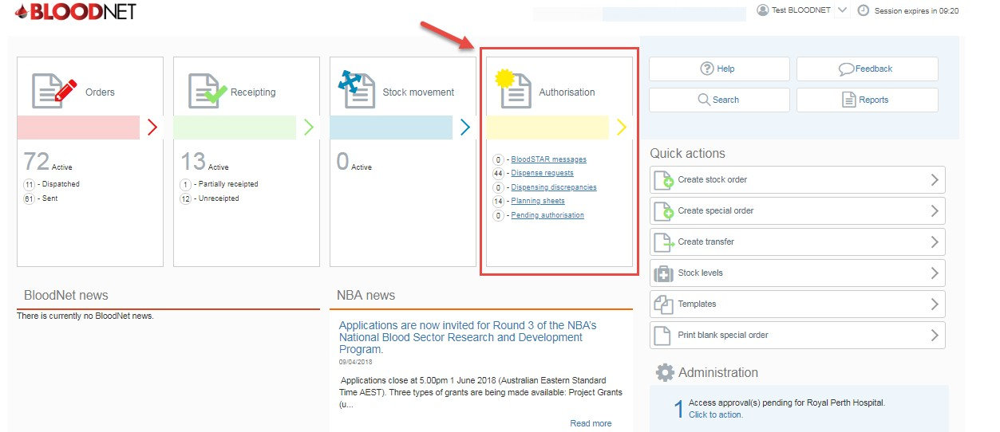 BLOODNET
Test BLOODNET
Session expires in 09:20
Orders
72 Active
11 - Dispatched
61 - Sent
Receipting
13 Active
1 - Partially receipted
12 - Unreceipted
Stock movement
0 Active
Authorisation
0 - BloodSTAR messages
44 - Dispense requests
0 - Dispensing discrepancies
14 - Planning sheets
0 - Pending authorisation
Help
Feedback
Search
Reports
Quick actions
Create stock order
Create special order
Create transfer
Stock levels
Templates
Print blank special order
BloodNet news
There is currently no BloodNet news.
NBA news
Applications are now invited for Round 3 of the NBA's
National Blood Sector Research and Development
Program.
09/04/2018
Applications close at 5.00pm 1 June 2018 (Australian Eastern Standard
Time AEST). Three types of grants are being made available: Project Grants
(u...
Read more
Administration
1 Access approval(s) pending for Royal Perth Hospital.
Click to action.